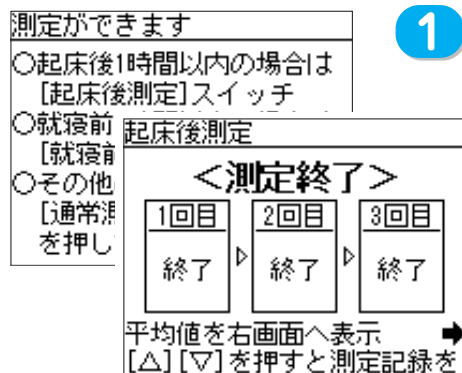 測定ができます
1
○起床後1時間以内の場合は
[起床後測定]スイッチ
○就寝前
[就寝前
○その他
[通常測
を押し
起床後測定
＜測定終了＞
1回目 2回目 3回目
終了 ▷ 終了 ▷ 終了
平均値を右画面へ表示 ➡
[△][▽]を押すと測定記録を